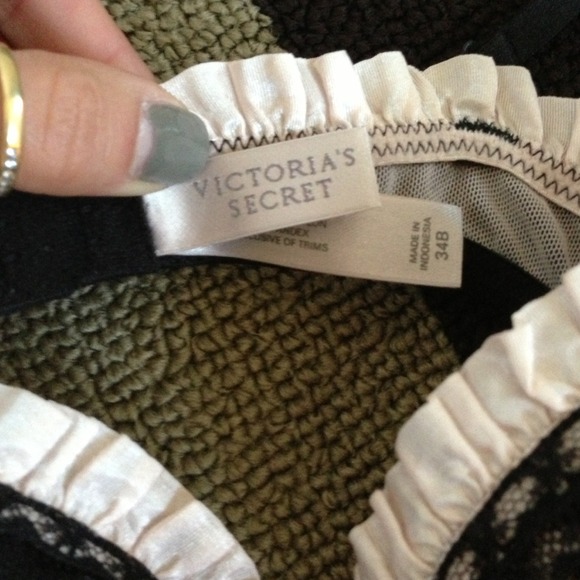 VICTORIA'S
SECRET
OF TRIMS
MADE IN
INDONESIA
34B